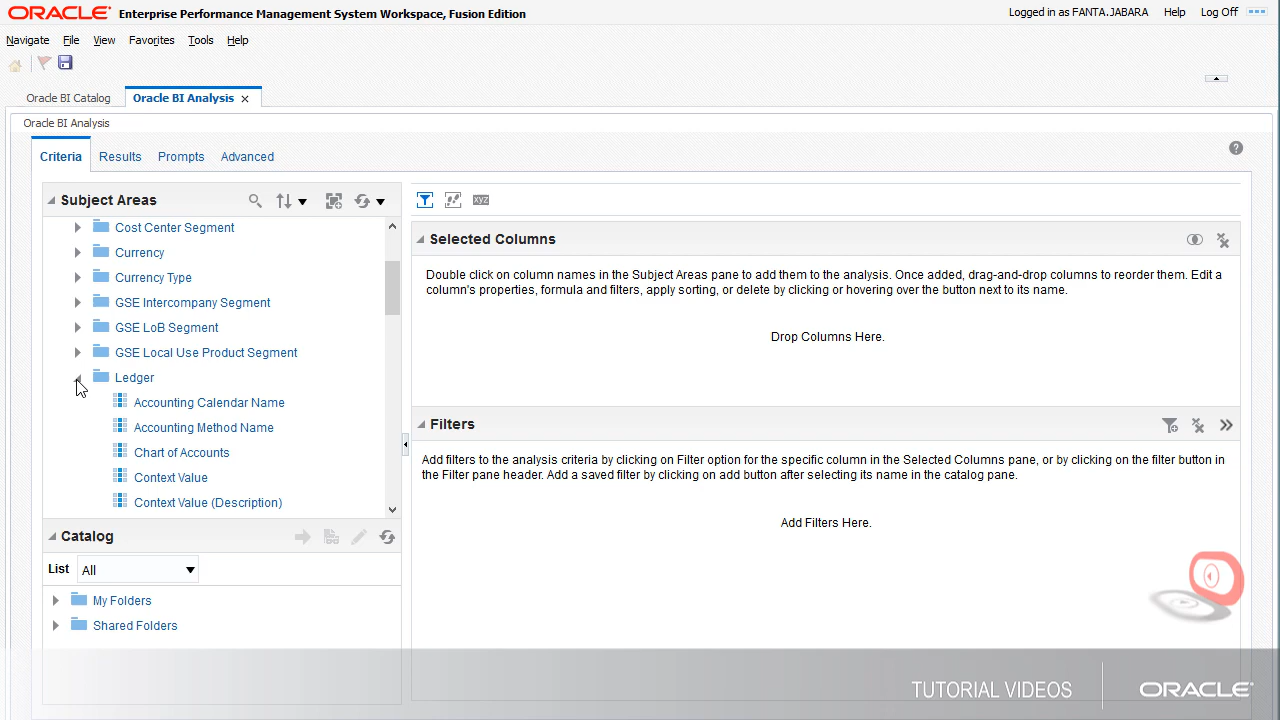 ORACLE® Enterprise Performance Management System Workspace, Fusion Edition
Logged in as FANTA.JABARA Help Log Off
Navigate File View Favorites Tools Help
Oracle BI Catalog Oracle BI Analysis
Oracle BI Analysis
Criteria Results Prompts Advanced
Subject Areas
Cost Center Segment
Currency
Currency Type
GSE Intercompany Segment
GSE LoB Segment
GSE Local Use Product Segment
Ledger
Accounting Calendar Name
Accounting Method Name
Chart of Accounts
Context Value
Context Value (Description)
Catalog
List All
My Folders
Shared Folders
xyz
Selected Columns
Double click on column names in the Subject Areas pane to add them to the analysis. Once added, drag-and-drop columns to reorder them. Edit a
column's properties, formula and filters, apply sorting, or delete by clicking or hovering over the button next to its name.
Drop Columns Here.
Filters
Add filters to the analysis criteria by clicking on Filter option for the specific column in the Selected Columns pane, or by clicking on the filter button in
the Filter pane header. Add a saved filter by clicking on add button after selecting its name in the catalog pane.
Add Filters Here.
TUTORIAL VIDEOS ORACLE®